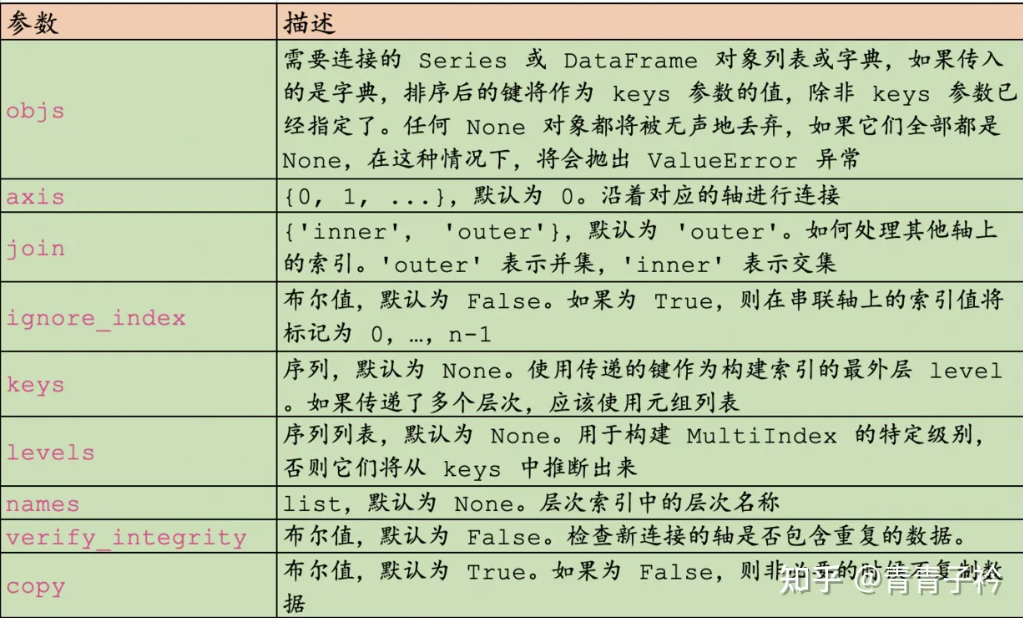 参数 描述
objs
需要连接的 Series 或 DataFrame 对象列表或字典，如果传入
的是字典，排序后的键将作为 keys 参数的值，除非 keys 参数已
经指定了。任何 None 对象都将被无声地丢弃，如果它们全部都是
None，在这种情况下，将会抛出 ValueError 异常
axis {0, 1, ...}，默认为 0。沿着对应的轴进行连接
join
{'inner', 'outer'}，默认为 'outer'。如何处理其他轴上
的索引。'outer' 表示并集，'inner' 表示交集
ignore_index
布尔值，默认为 False。如果为 True，则在串联轴上的索引值将
标记为 0，…，n-1
keys
序列，默认为 None。使用传递的键作为构建索引的最外层 level
。如果传递了多个层次，应该使用元组列表
levels
序列列表，默认为 None。用于构建 MultiIndex 的特定级别，
否则它们将从 keys 中推断出来
names list，默认为 None。层次索引中的层次名称
verify_integrity 布尔值，默认为 False。检查新连接的轴是否包含重复的数据。
copy
布尔值，默认为 True。如果为 False，则非必要的时候不复制数
据
知乎 @青青子衿